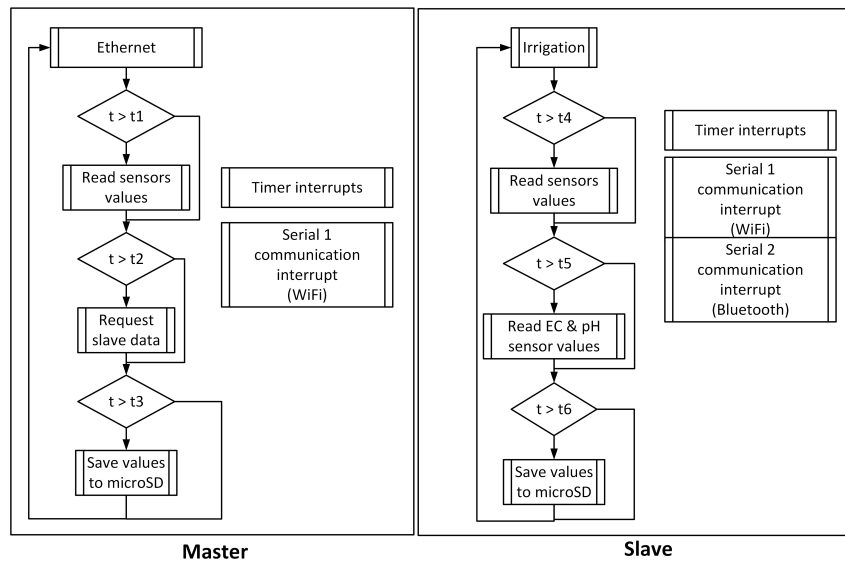 Ethernet
t > t1
Read sensors
values
t > t2
Request
slave data
t > t3
Save values
to microSD
Timer interrupts
Serial 1
communication
interrupt
(WiFi)
Master
Irrigation
t > t4
Read sensors
values
t > t5
Read EC & pH
sensor values
t > t6
Save values
to microSD
Timer interrupts
Serial 1
communication
interrupt
(WiFi)
Serial 2
communication
interrupt
(Bluetooth)
Slave